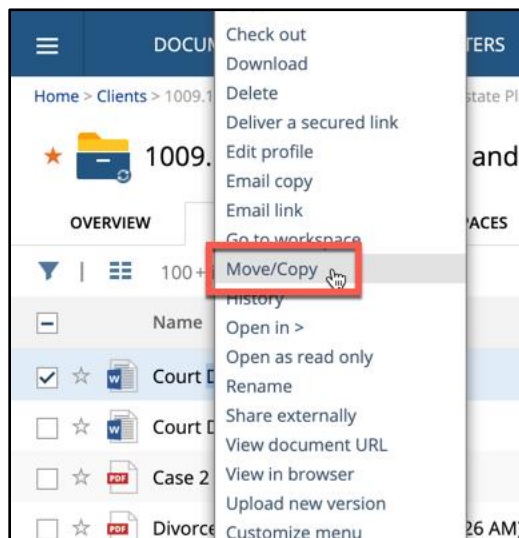 Check out
DOCUM
TERS
Download
Home > Clients > 1009.1
state Pl
Delete
Deliver a secured link
1009.
Edit profile
and
Email copy
OVERVIEW
Email link
ACES
Go to workspace
100+
Move/Copy
History
Name
Open in >
Court D
Open as read only
Rename
Court D
Share externally
View document URL
Case 2
View in browser
Upload new version
Divorce
Customize menu
26 AM)